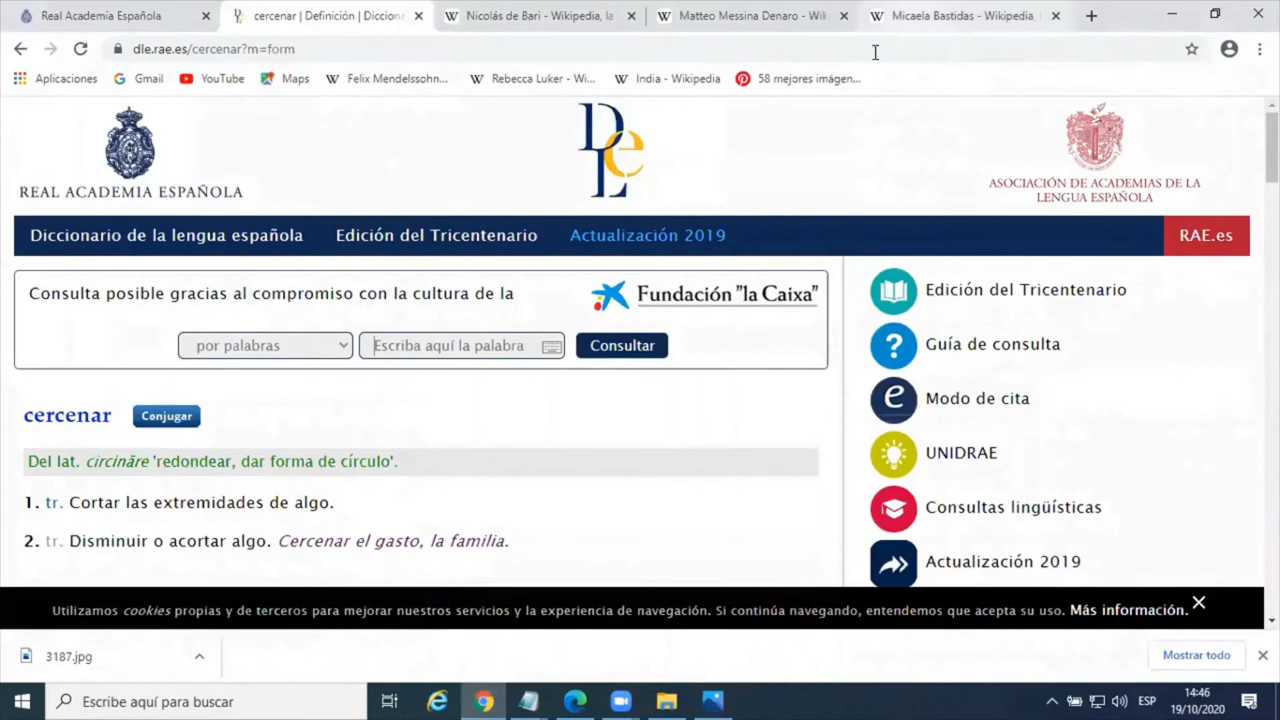 Real Academia Española
cercenar | Definición | Dicciona
Nicolás de Bari - Wikipedia, la
Matteo Messina Denaro - Wik
Micaela Bastidas - Wikipedia,
dle.rae.es/cercenar?m=form
Aplicaciones
Gmail
YouTube
Maps
Felix Mendelssohn...
Rebecca Luker - Wi...
India - Wikipedia
58 mejores imágen...
REAL ACADEMIA ESPAÑOLA
DLe
ASOCIACIÓN DE ACADEMIAS DE LA
LENGUA ESPAÑOLA
Diccionario de la lengua española
Edición del Tricentenario
Actualización 2019
RAE.es
Consulta posible gracias al compromiso con la cultura de la
Fundación "la Caixa"
por palabras
Escriba aquí la palabra
Consultar
cercenar
Conjugar
Del lat. circināre 'redondear, dar forma de círculo'.
1. tr. Cortar las extremidades de algo.
2. tr. Disminuir o acortar algo. Cercenar el gasto, la familia.
Edición del Tricentenario
Guía de consulta
Modo de cita
UNIDRAE
Consultas lingüísticas
Actualización 2019
Utilizamos cookies propias y de terceros para mejorar nuestros servicios y la experiencia de navegación. Si continúa navegando, entendemos que acepta su uso. Más información.
3187.jpg
Mostrar todo
Escribe aquí para buscar
ESP
14:46
19/10/2020